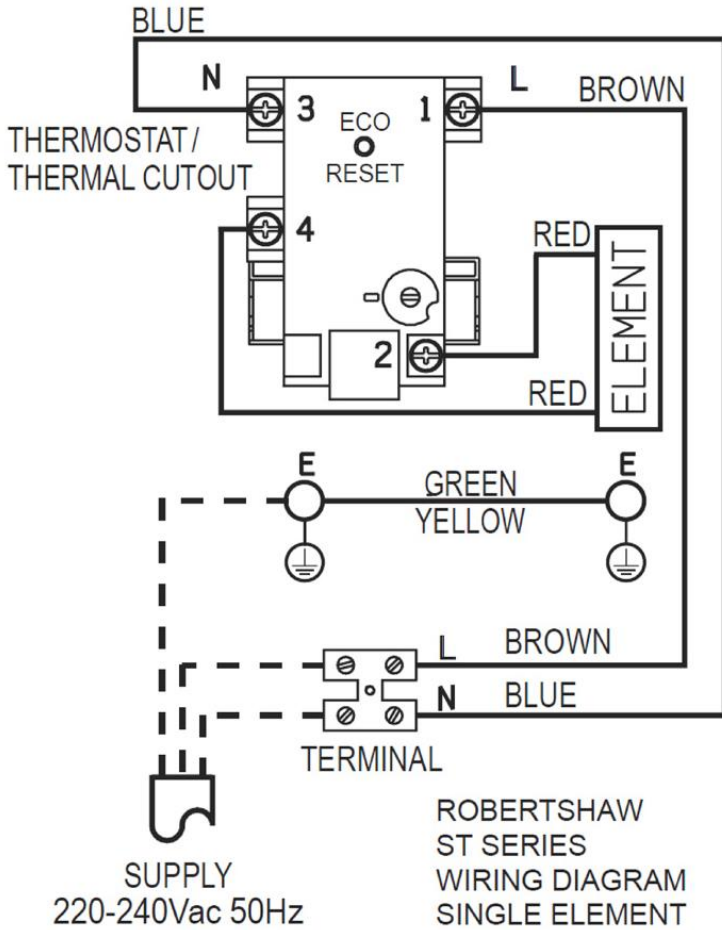 BLUE
N
L
BROWN
3
1
ECO
RESET
THERMOSTAT/
THERMAL CUTOUT
4
RED
ELEMENT
2
RED
E
E
GREEN
YELLOW
L
BROWN
N
BLUE
TERMINAL
SUPPLY
220-240Vac 50Hz
ROBERTSHAW
ST SERIES
WIRING DIAGRAM
SINGLE ELEMENT